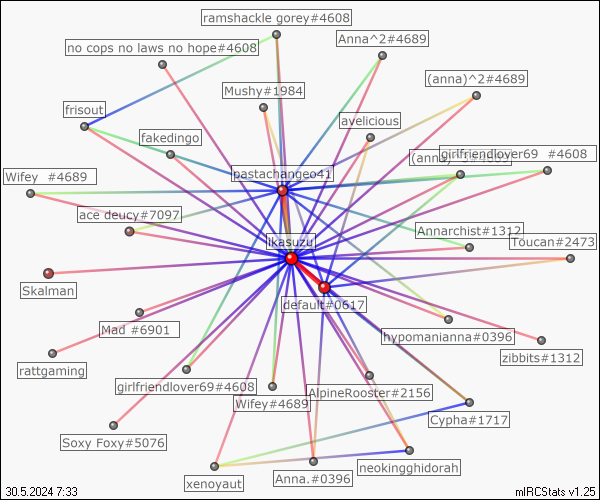 ramshackle gorey#4608
no cops no laws no hope#4608
Anna^2#4689
(anna)^2#4689
Mushy#1984
frisout
avelicious
fakedingo
girlfriendlover69 #4608
pastachangeo41
Wifey #4689
ace deucy#7097
Annarchist#1312
Ikasuzu
Toucan#2473
Skalman
default#0617
Mad #6901
hypomanianna#0396
zibbits#1312
rattgaming
girlfriendlover69#4608
AlpineRooster#2156
Wifey#4689
Cypha#1717
Soxy Foxy#5076
neokingghidorah
Anna.#0396
xenoyaut
30.5.2024 7:33
mIRCStats v1.25